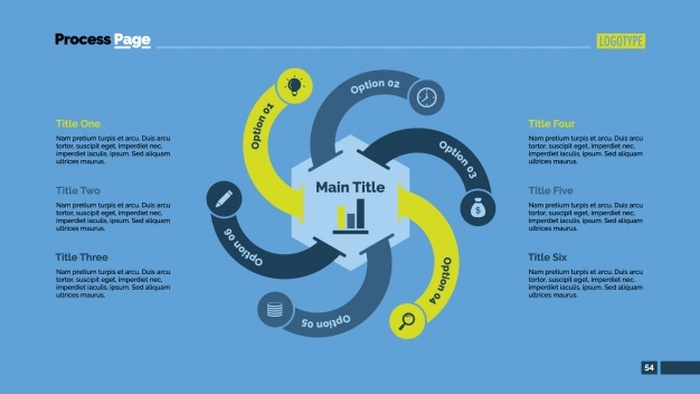 Process Page
LOGOTYPE
Title One
Nam pretium turpis et arcu. Duis arcu
tortor, suscipit eget, imperdiet nec,
imperdiet iaculis, ipsum. Sed aliquam
ultrices maurus.
Title Two
Nam pretium turpis et arcu. Duis arcu
tortor, suscipit eget, imperdiet nec,
imperdiet iaculis, ipsum. Sed aliquam
ultrices maurus.
Title Three
Nam pretium turpis et arcu. Duis arcu
tortor, suscipit eget, imperdiet nec,
imperdiet iaculis, ipsum. Sed aliquam
ultrices maurus.
Option 01
Option 02
Option 03
Main Title
$
Option 06
Option 04
Option 05
Title Four
Nam pretium turpis et arcu. Duis arcu
tortor, suscipit eget, imperdiet nec,
imperdiet iaculis, ipsum. Sed aliquam
ultrices maurus.
Title Five
Nam pretium turpis et arcu. Duis arcu
tortor, suscipit eget, imperdiet nec,
imperdiet iaculis, ipsum. Sed aliquam
ultrices maurus.
Title Six
Nam pretium turpis et arcu. Duis arcu
tortor, suscipit eget, imperdiet nec,
imperdiet iaculis, ipsum. Sed aliquam
ultrices maurus.
54